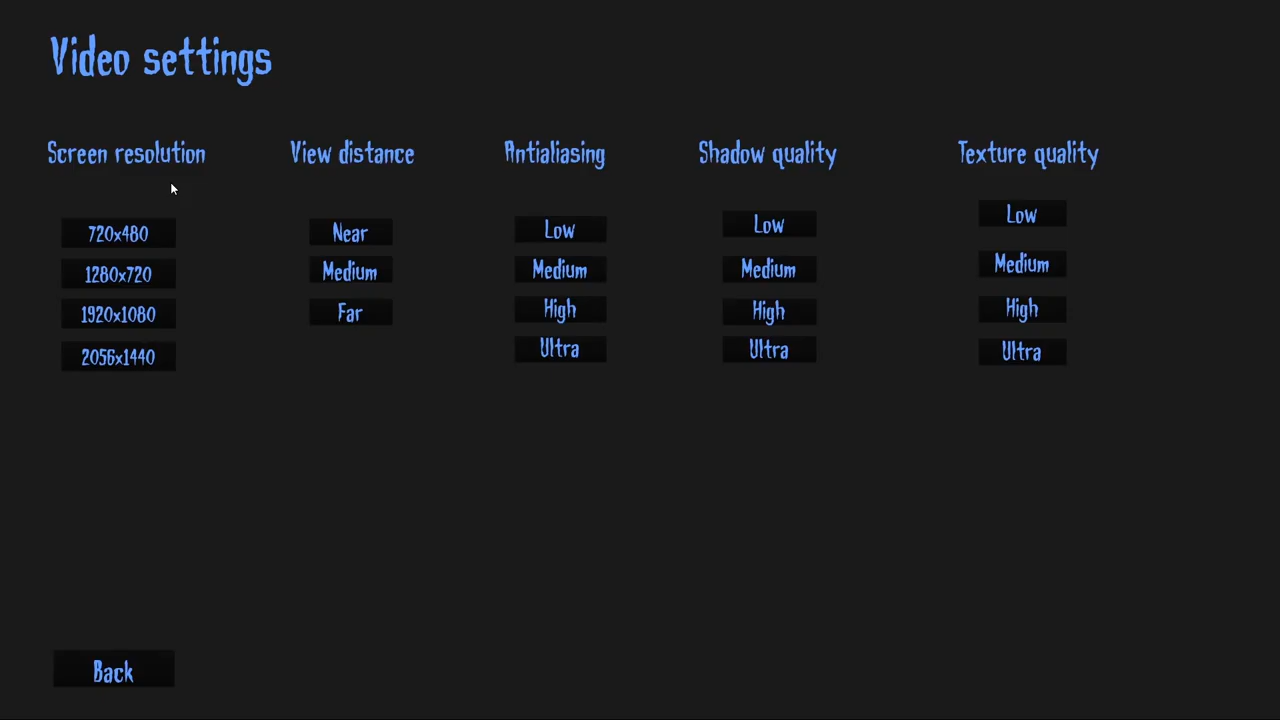 Video settings
Screen resolution
720x480
1280x720
1920x1080
2056x1440
View distance
Near
Medium
Far
Antialiasing
Low
Medium
High
Ultra
Shadow quality
Low
Medium
High
Ultra
Texture quality
Low
Medium
High
Ultra
Back